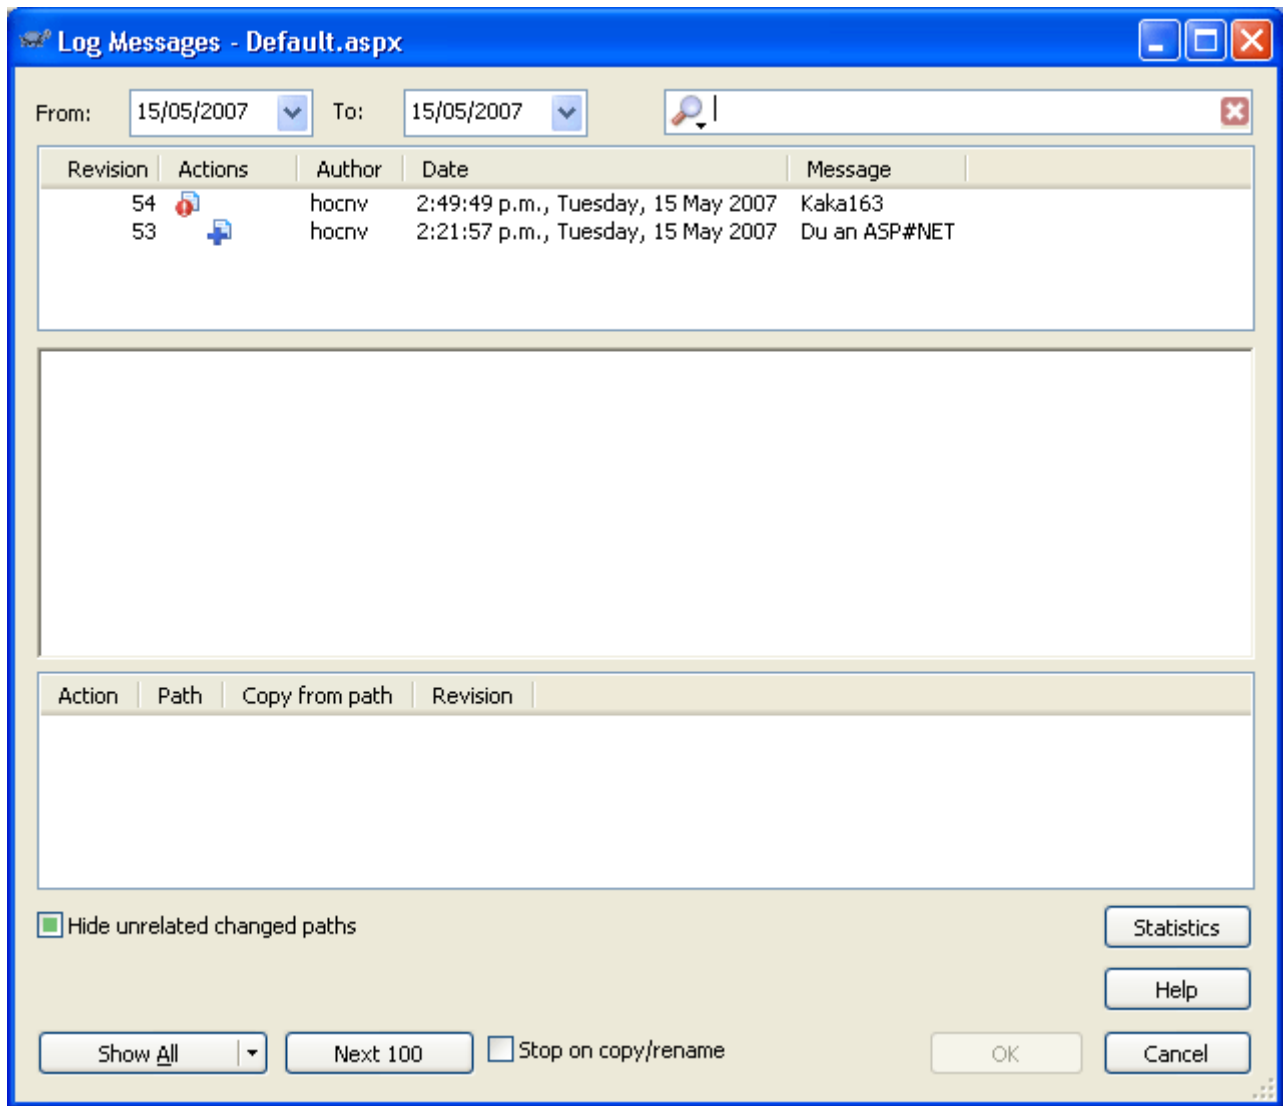 Log Messages - Default.aspx
From: 15/05/2007 To: 15/05/2007
Revision Actions Author Date Message
54 hocnv 2:49:49 p.m., Tuesday, 15 May 2007 Kaka163
53 hocnv 2:21:57 p.m., Tuesday, 15 May 2007 Du an ASP#NET
Action Path Copy from path Revision
Hide unrelated changed paths
Statistics
Help
Show All Next 100 Stop on copy/rename OK Cancel